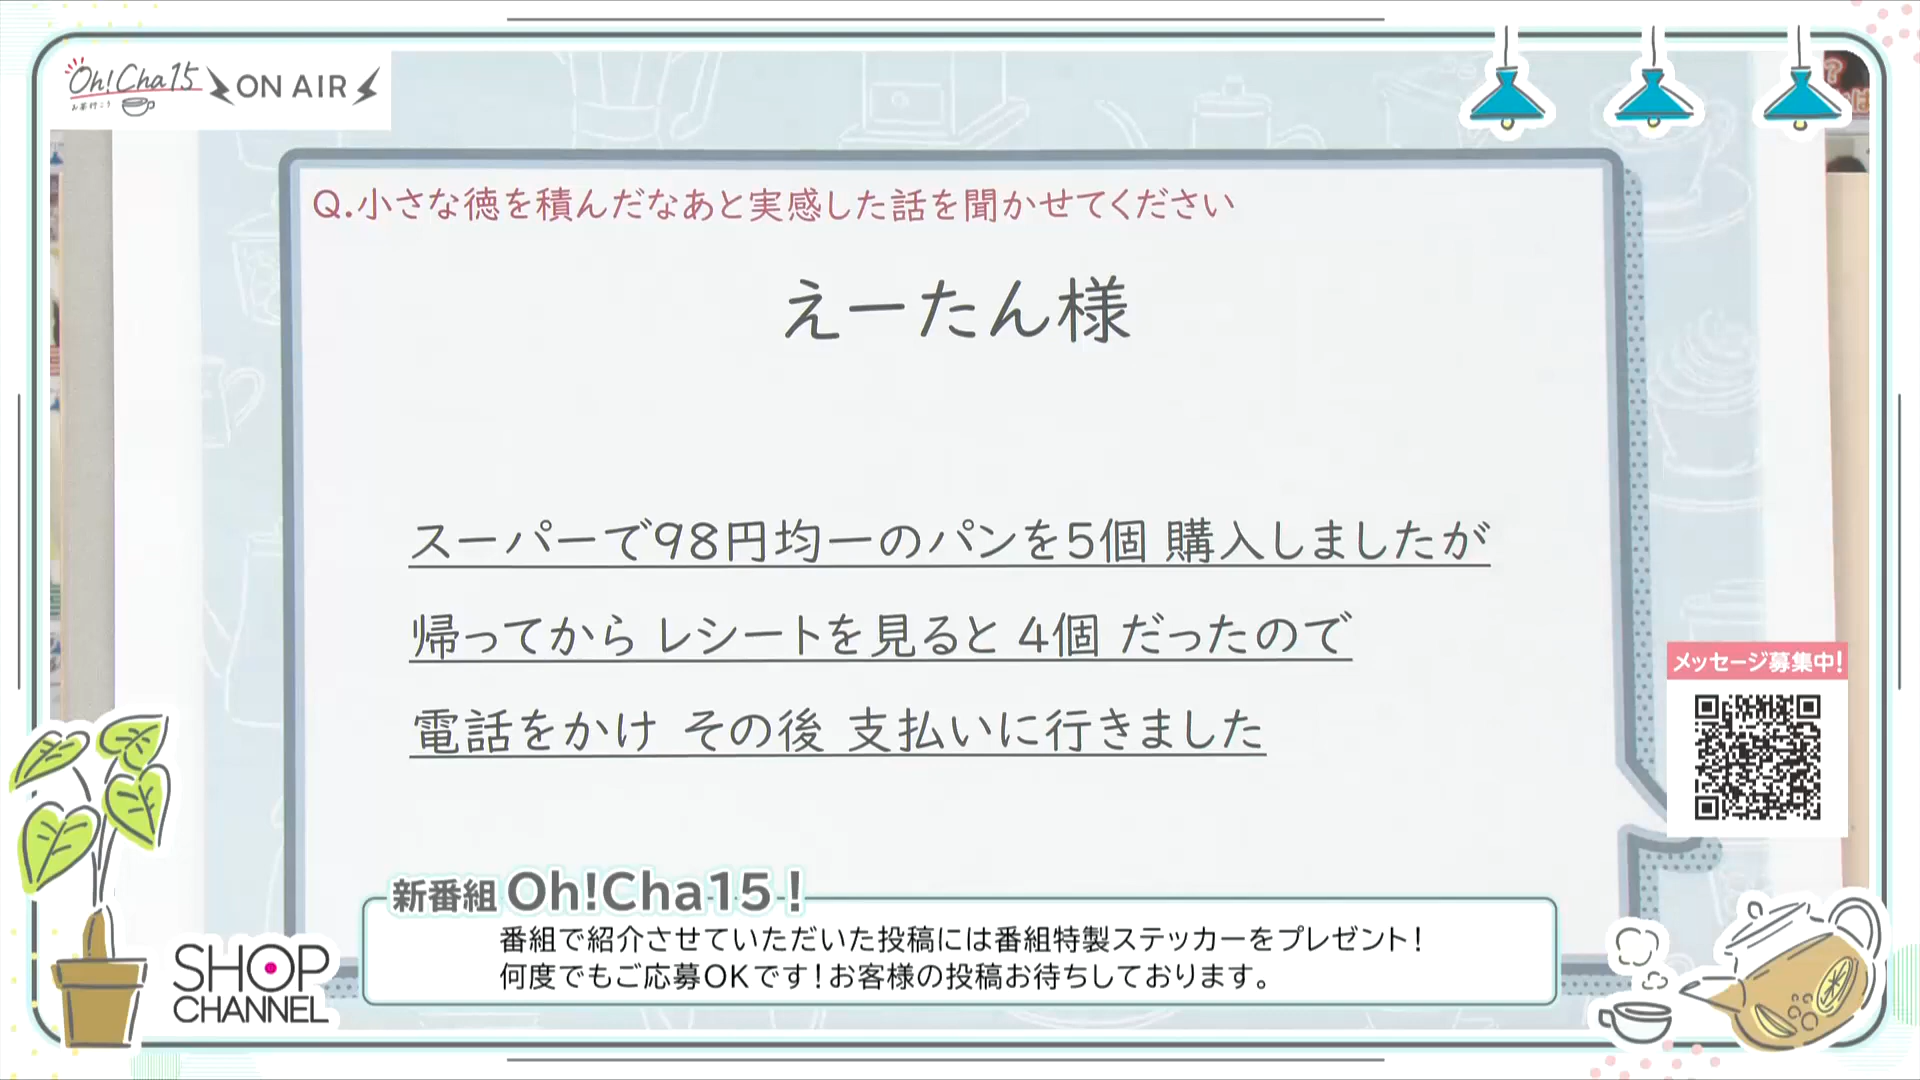 Oh!Cha15
お茶行こう
ON AIR
Q.小さな徳を積んだなあと実感した話を聞かせてください
えーたん様
スーパーで98円均一のパンを5個 購入しましたが
帰ってから レシートを見ると 4個 だったので
電話をかけ その後 支払いに行きました
メッセージ募集中!
新番組 Oh!Cha15!
番組で紹介させていただいた投稿には番組特製ステッカーをプレゼント!
何度でもご応募OKです!お客様の投稿お待ちしております。
SHOP
CHANNEL